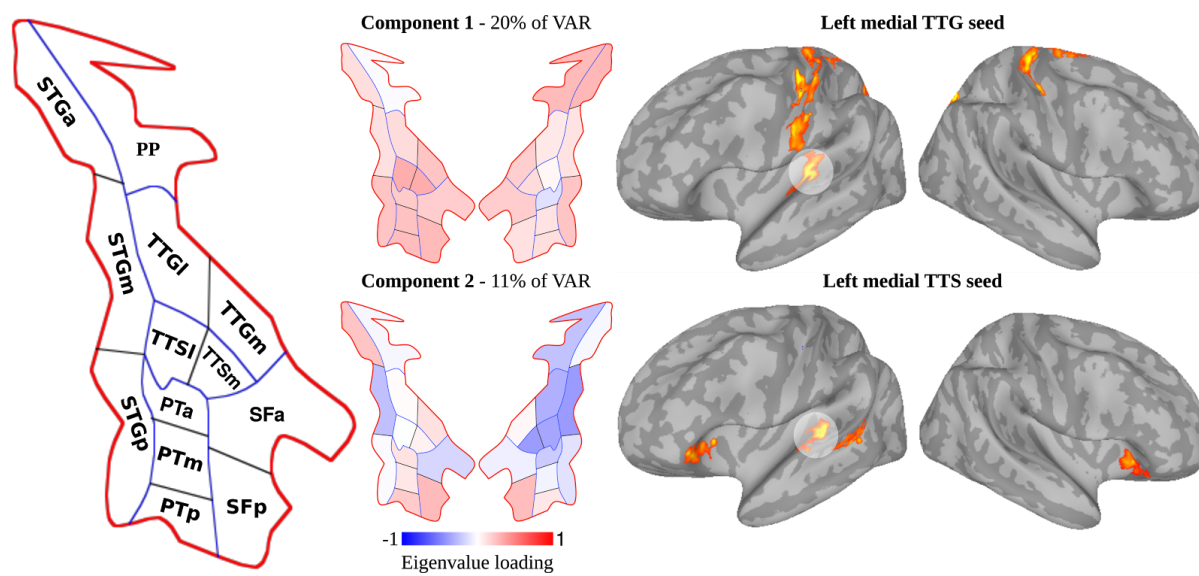 STGa
PP
STGm
TTGl
TTGm
TTSl
TTSm
STGp
PTa
SFa
PTm
PTp
SFp
Component 1 - 20% of VAR
Component 2 - 11% of VAR
-1
1
Eigenvalue loading
Left medial TTG seed
Left medial TTS seed